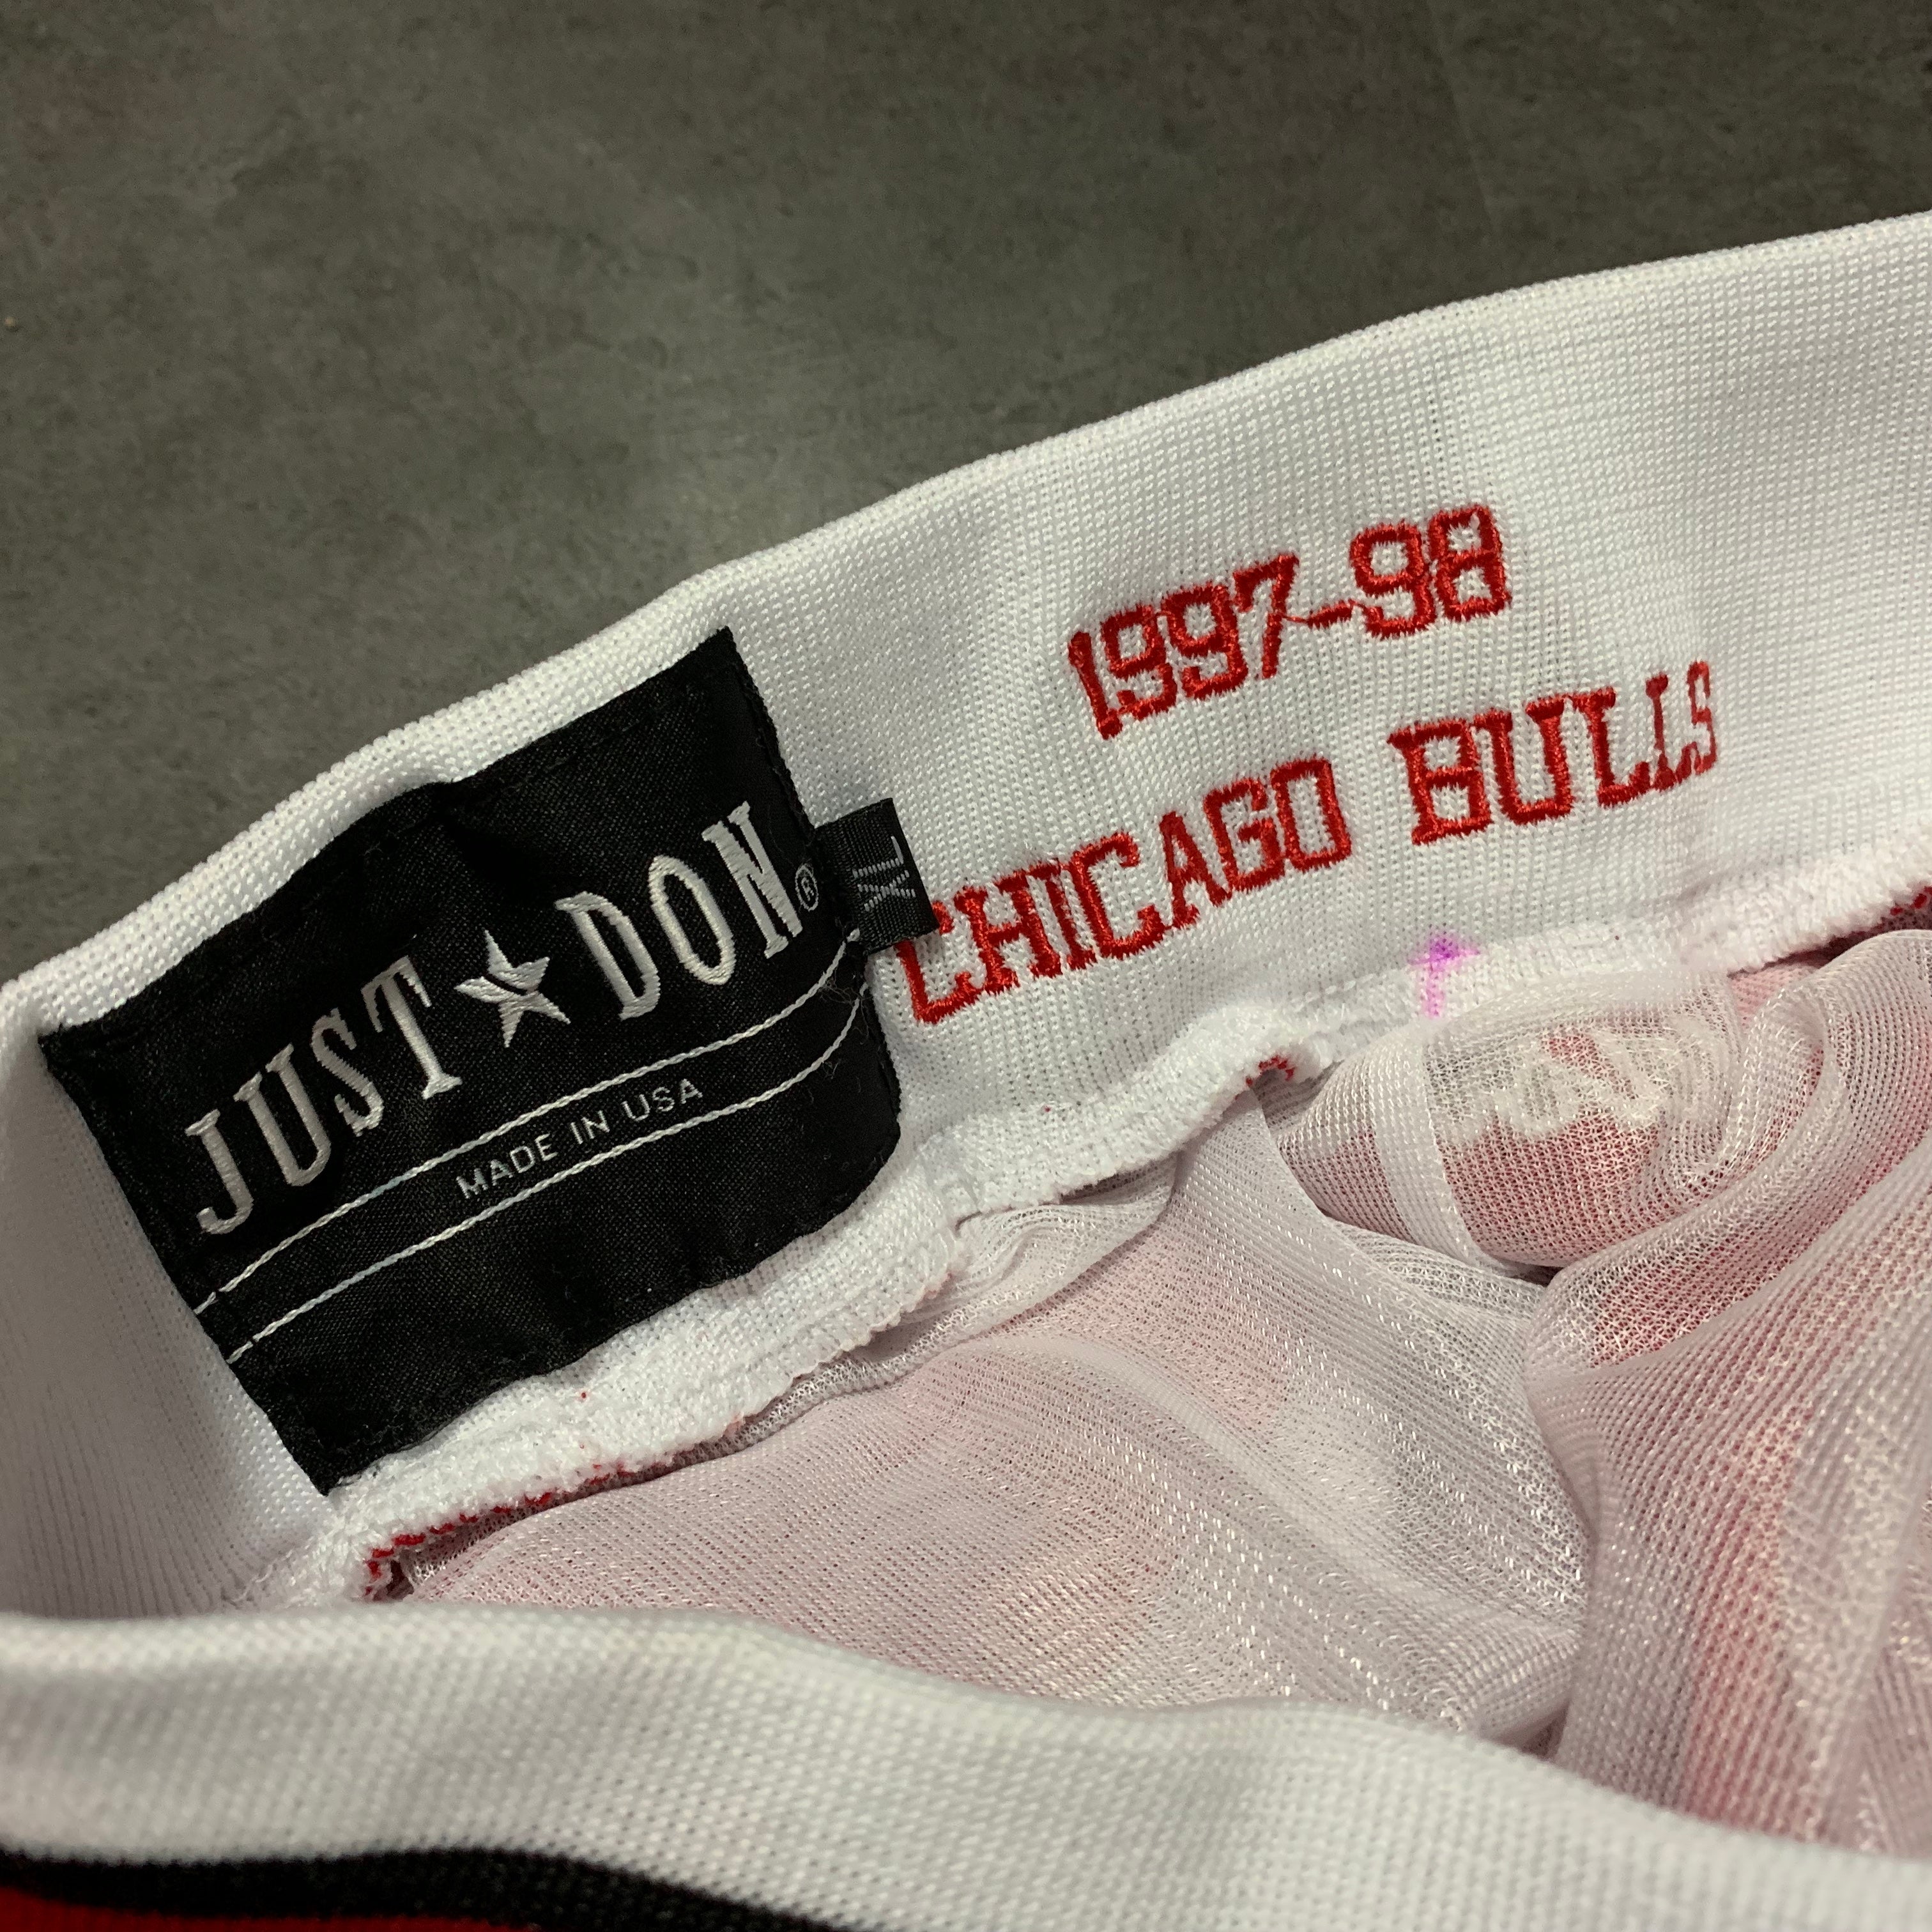 JUST★DON®
MADE IN USA
XL
1997-98
CHICAGO BULLS